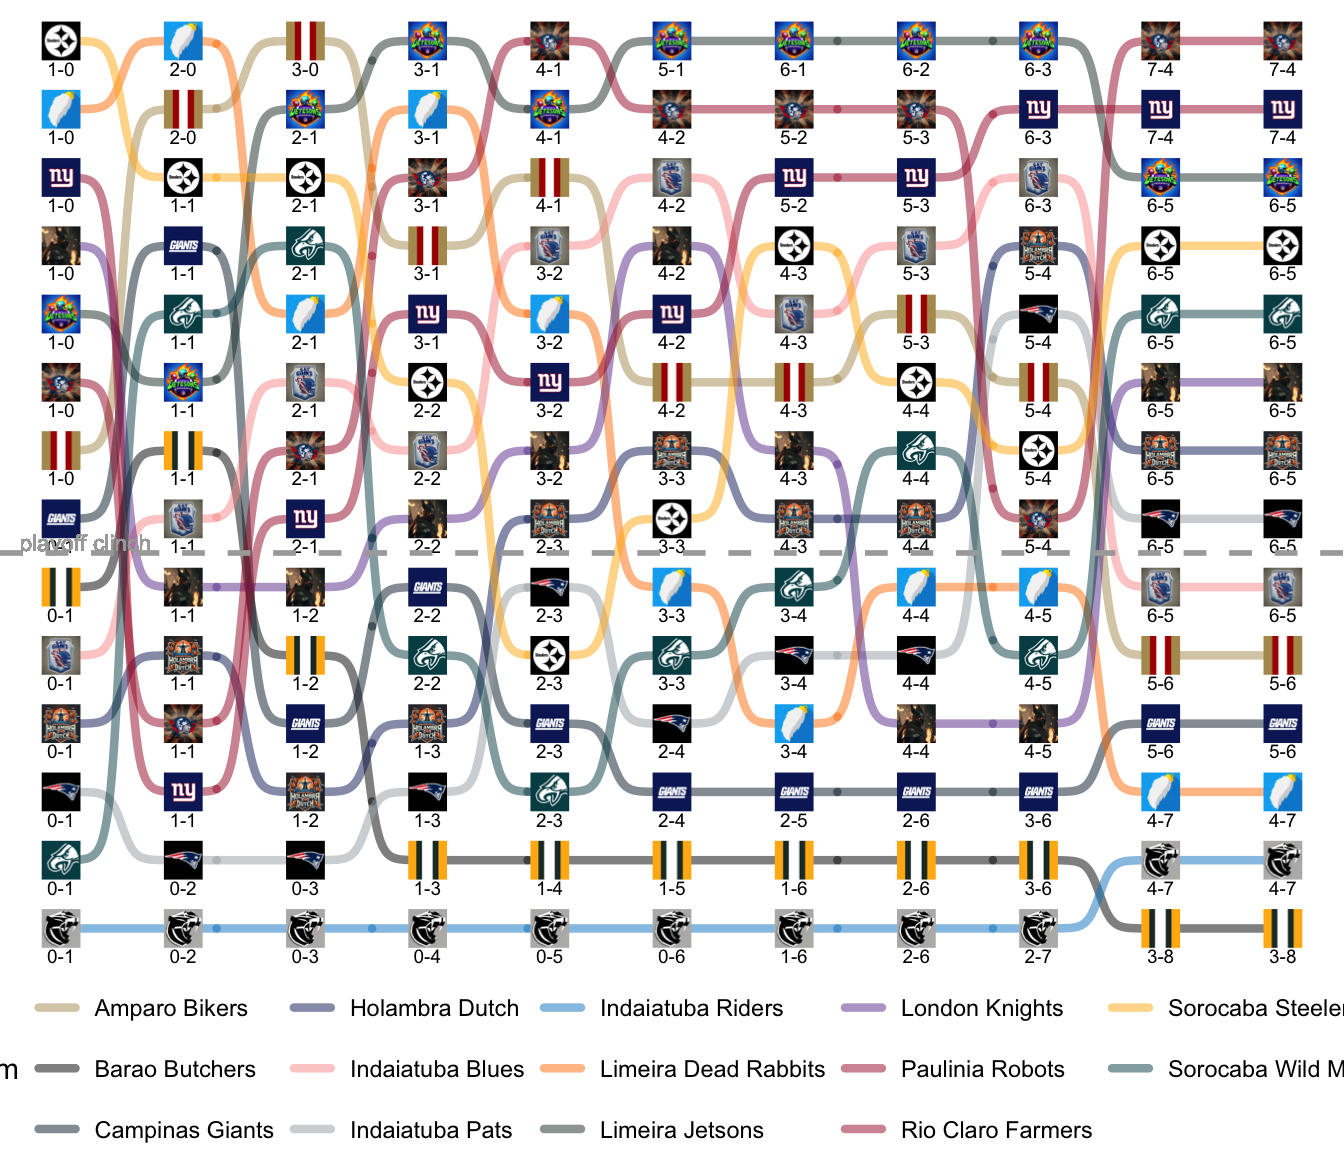 1-0 2-0 3-0 3-1 4-1 5-1 6-1 6-2 6-3 7-4 7-4
1-0 2-0 2-1 3-1 4-1 4-2 5-2 5-3 6-3 7-4 7-4
1-0 1-1 2-1 3-1 4-1 4-2 5-2 5-3 6-3 6-5 6-5
1-0 1-1 2-1 3-1 3-2 4-2 4-3 5-3 5-4 6-5 6-5
1-0 1-1 2-1 3-1 3-2 4-2 4-3 5-3 5-4 6-5 6-5
1-0 1-1 2-1 2-2 3-2 4-2 4-3 4-4 5-4 6-5 6-5
1-0 1-1 2-1 2-2 3-2 3-3 4-3 4-4 5-4 6-5 6-5
1-1 2-1 2-2 2-3 3-3 4-3 4-4 5-4 6-5 6-5
playoff clinch
0-1 1-1 1-2 2-2 2-3 3-3 3-4 4-4 4-5 6-5 6-5
0-1 1-1 1-2 2-2 2-3 3-3 3-4 4-4 4-5 5-6 5-6
0-1 1-1 1-2 1-3 2-3 2-4 3-4 4-4 4-5 5-6 5-6
0-1 1-1 1-2 1-3 2-3 2-4 2-5 2-6 3-6 4-7 4-7
0-1 0-2 0-3 1-3 1-4 1-5 1-6 2-6 3-6 4-7 4-7
0-1 0-2 0-3 0-4 0-5 0-6 1-6 2-6 2-7 3-8 3-8
Amparo Bikers Holambra Dutch Indaiatuba Riders London Knights Sorocaba Steeler
m Barao Butchers Indaiatuba Blues Limeira Dead Rabbits Paulinia Robots Sorocaba Wild M
Campinas Giants Indaiatuba Pats Limeira Jetsons Rio Claro Farmers